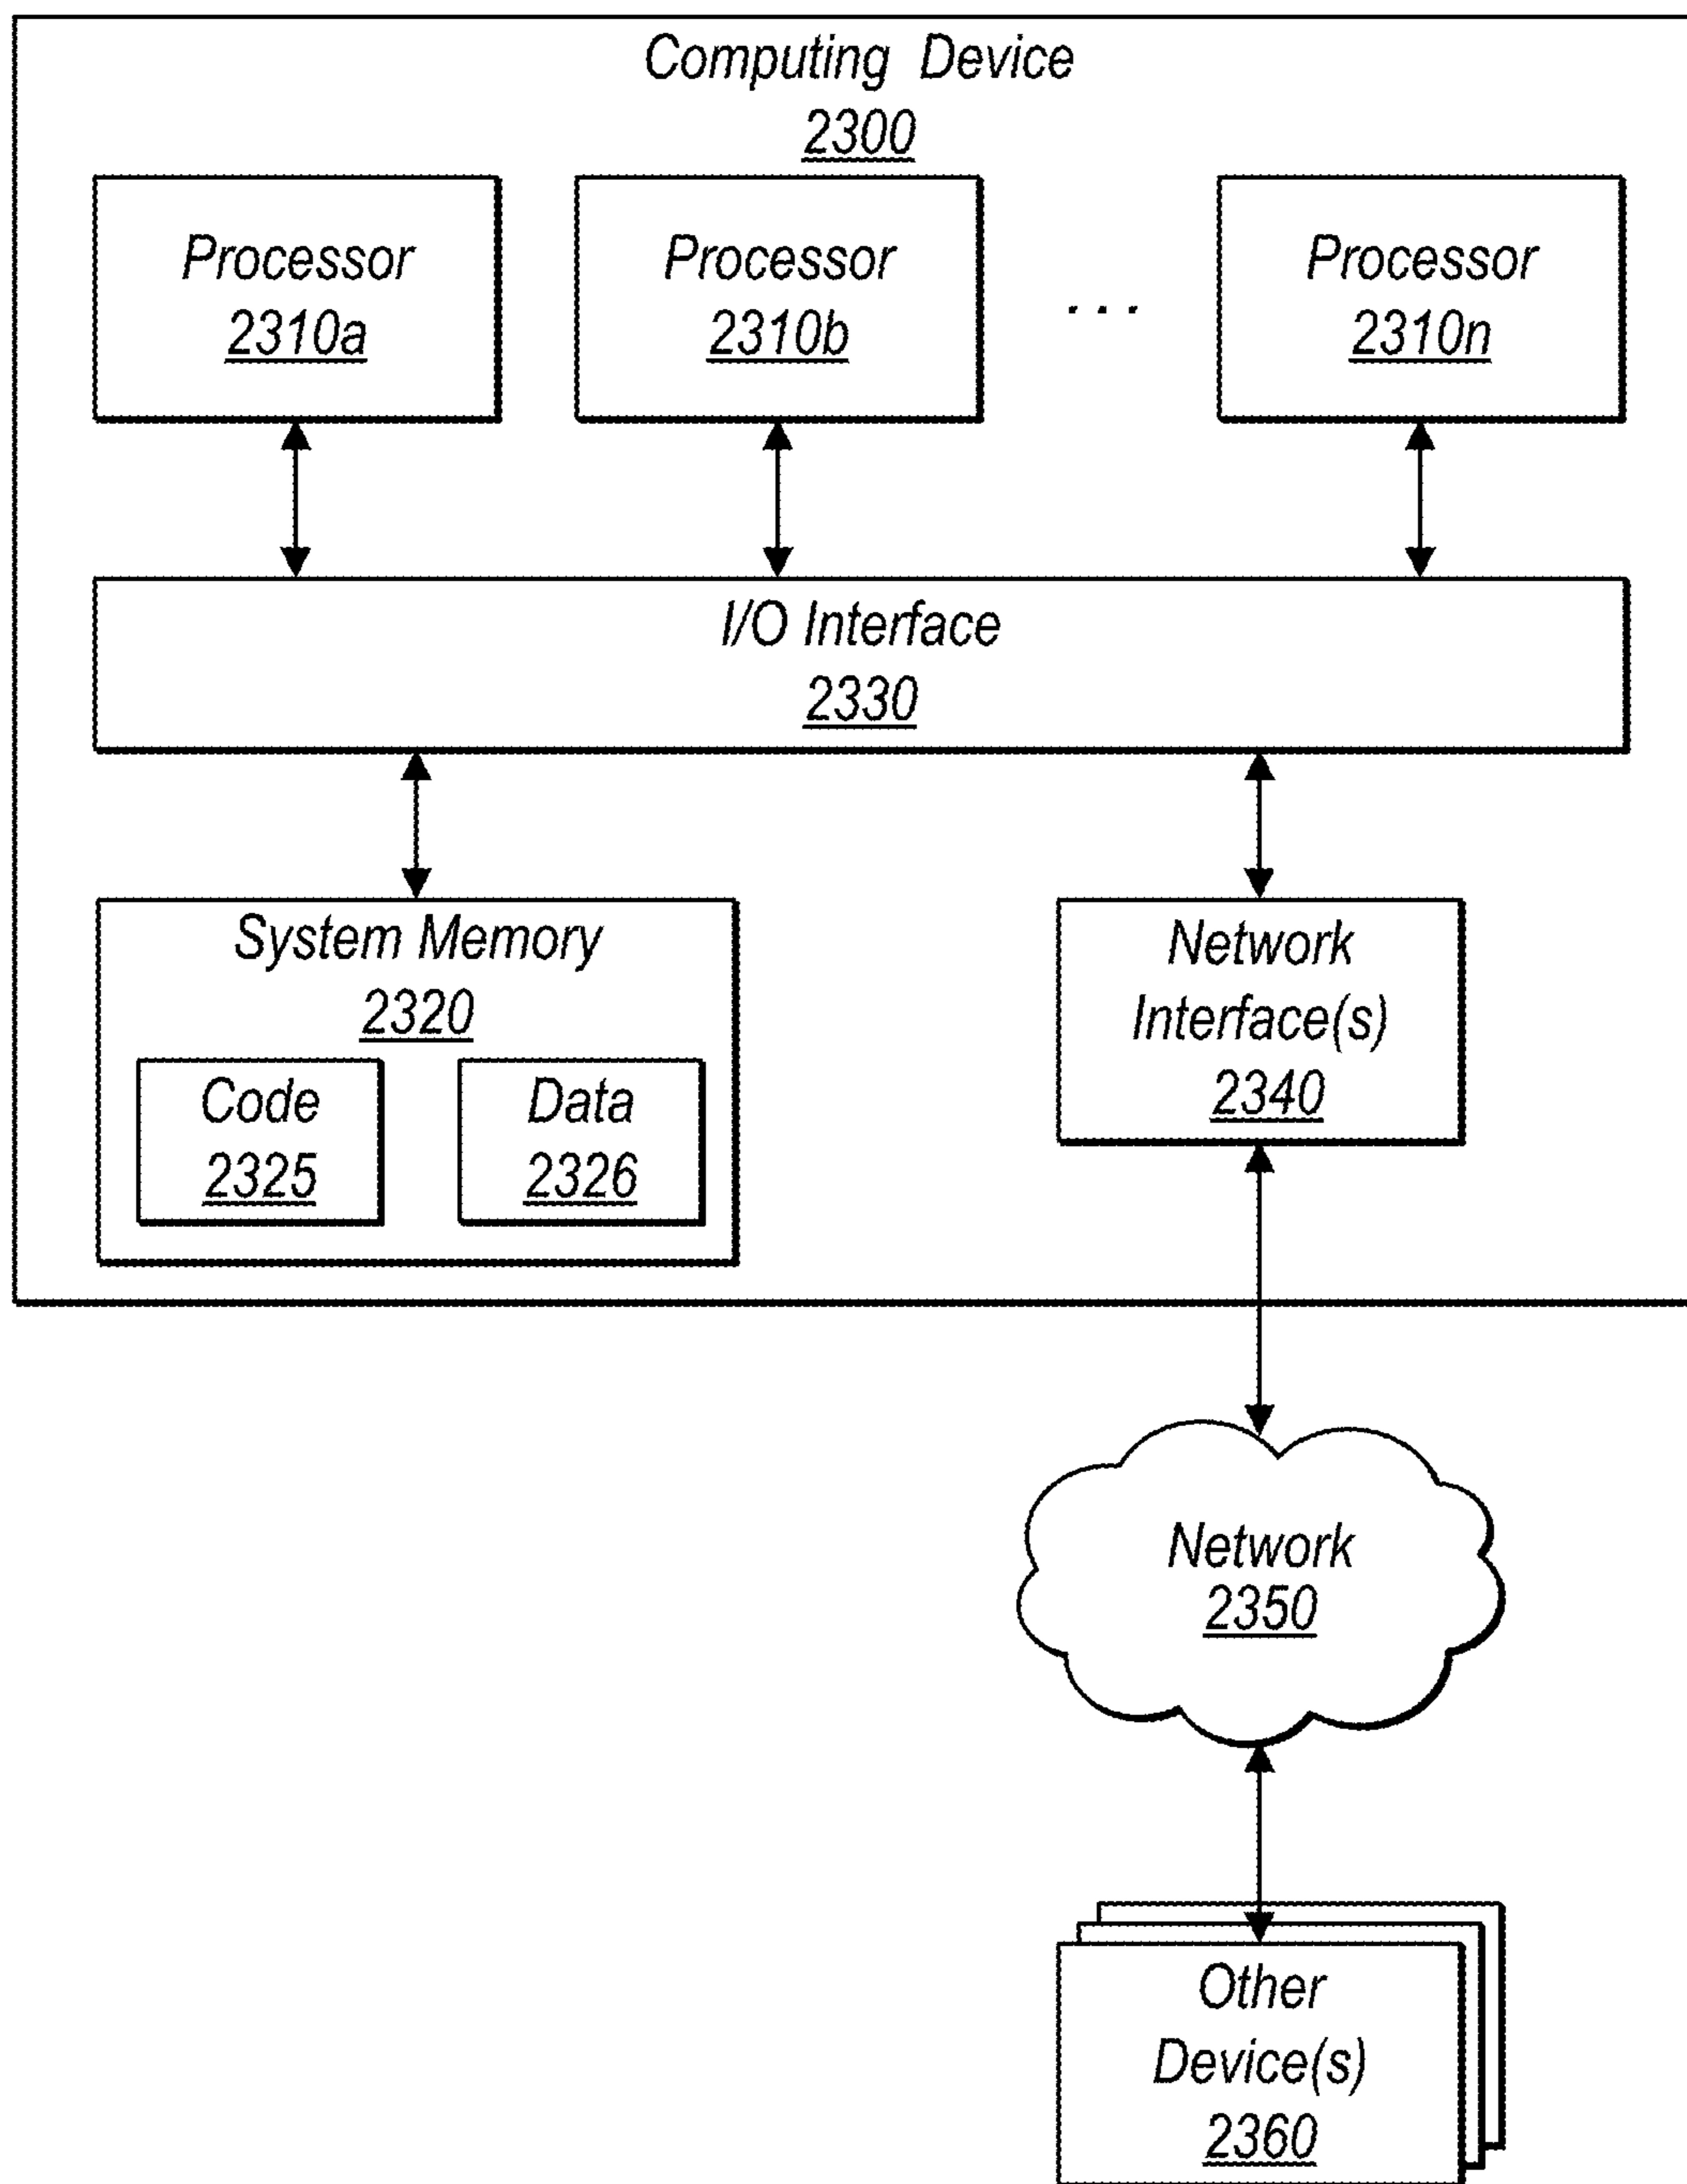 Computing Device
2300
Processor
2310a
Processor
2310b
. . .
Processor
2310n
I/O Interface
2330
System Memory
2320
Code
2325
Data
2326
Network
Interface(s)
2340
Network
2350
Other
Device(s)
2360